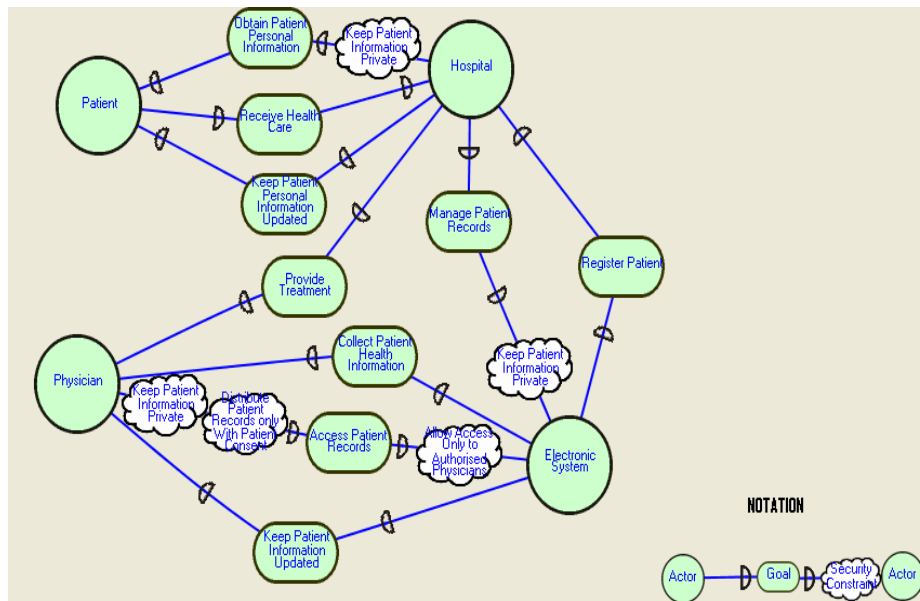 Obtain Patient
Personal
Information
Keep Patient
Information
Private
Hospital
Patient
Receive Health
Care
Keep Patient
Personal
Information
Updated
Manage Patient
Records
Register Patient
Provide
Treatment
Collect Patient
Health
Information
Keep Patient
Information
Private
Physician
Keep Patient
Information
Private
Distribute
Patient
Records only
With Patient
Consent
Access Patient
Records
Allow Access
Only to
Authorised
Physicians
Electronic
System
Keep Patient
Information
Updated
NOTATION
Actor
Goal
Security
Constraint
Actor